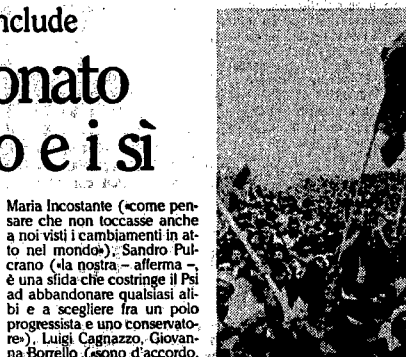 nclude
onato
o e i sì
Maria Incostante («come pen-
sare che non toccasse anche
a noi visti i cambiamenti in at-
to nel mondo»), Sandro Pul-
crano («la nostra – afferma –,
è una sfida che costringe il Psi
ad abbandonare qualsiasi ali-
bi e a scegliere fra un polo
progressista e uno conservato-
re»), Luigi Cagnazzo, Giovan-
na Borrello («sono d'accordo,